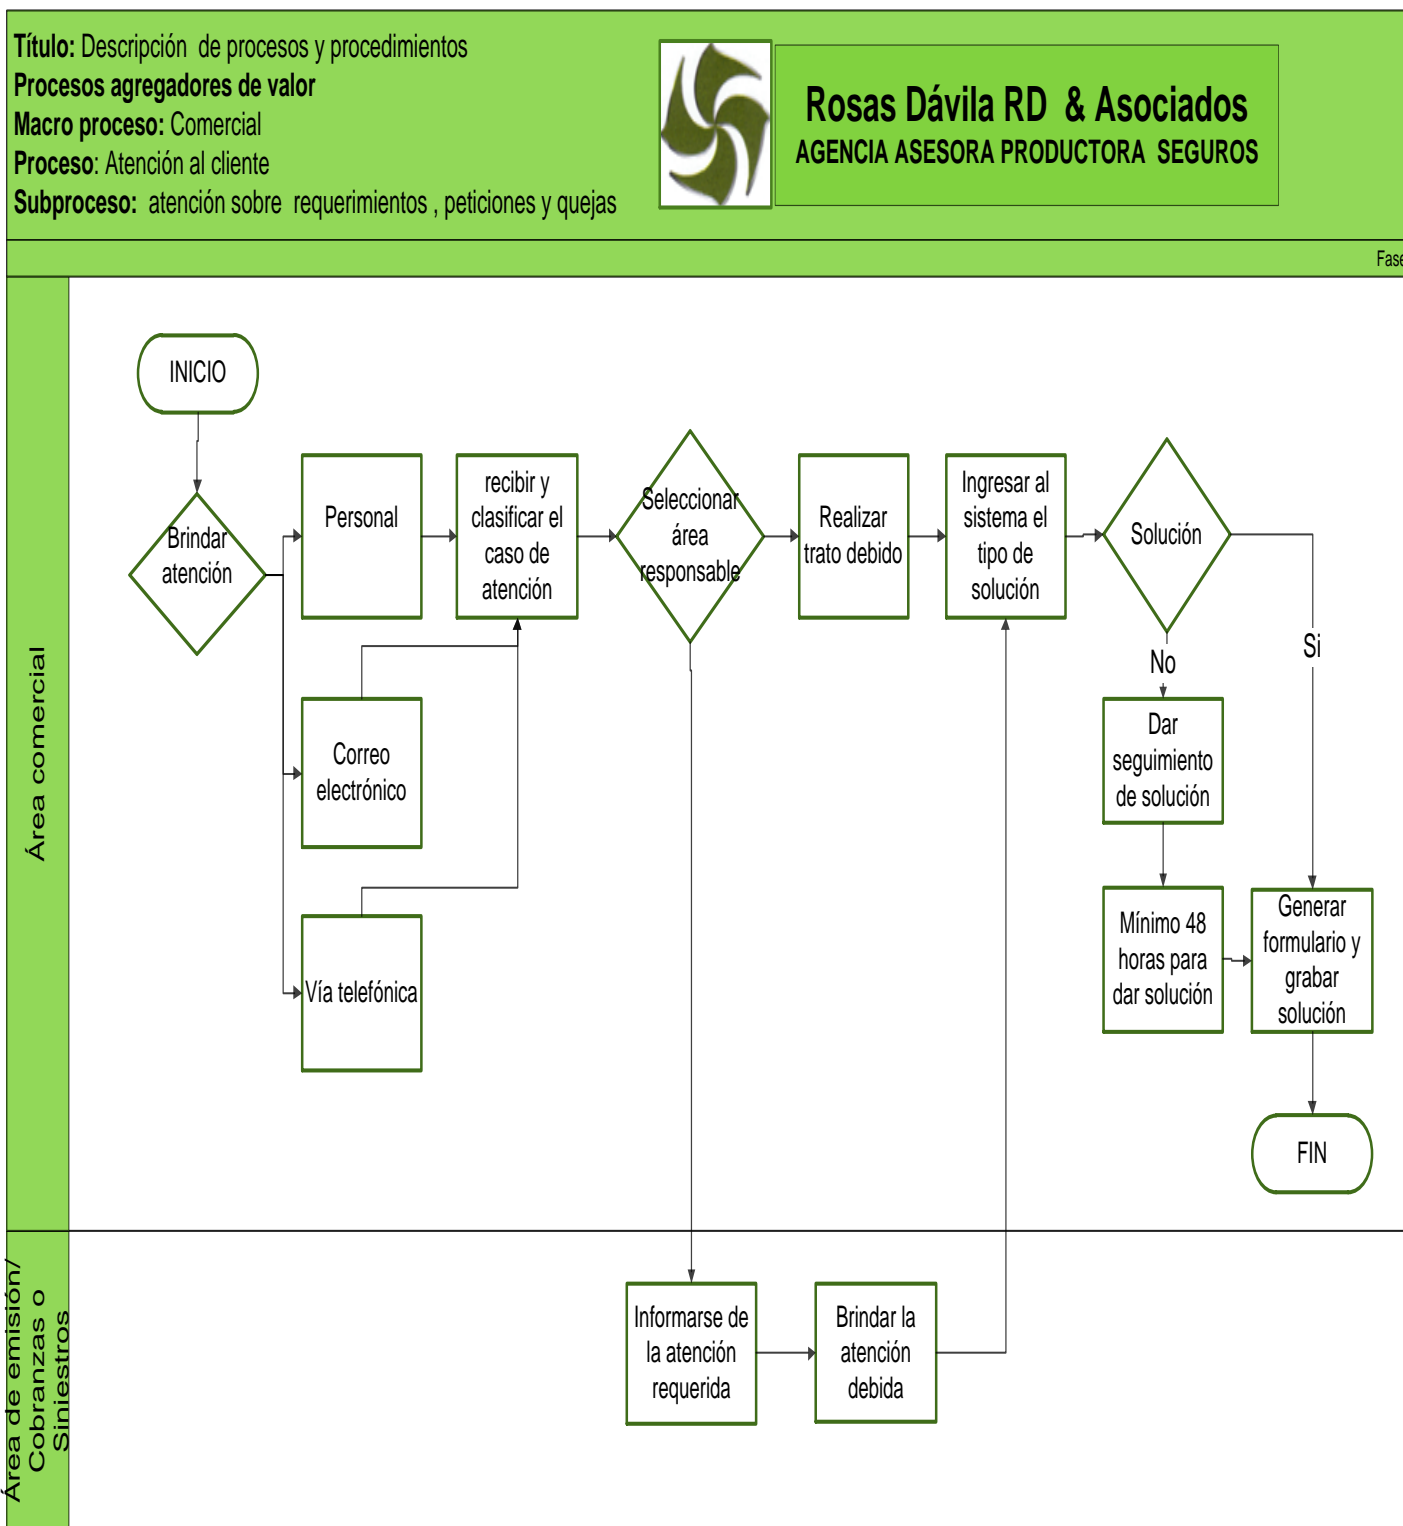 Título: Descripción  de procesos y procedimientos
Procesos agregadores de valor
Macro proceso: Comercial
Proceso: Atención al cliente
Subproceso:  atención sobre  requerimientos , peticiones y quejas
Rosas Dávila RD  & Asociados
AGENCIA ASESORA PRODUCTORA  SEGUROS
Fase
Área comercial
INICIO
Brindar
atención
Personal
recibir y
clasificar el
caso de
atención
Seleccionar
área
responsable
Realizar
trato debido
Ingresar al
sistema el
tipo de
solución
Solución
No
Si
Correo
electrónico
Dar
seguimiento
de solución
Vía telefónica
Mínimo 48
horas para
dar solución
Generar
formulario y
grabar
solución
FIN
Área de emisión/
Cobranzas o
Siniestros
Informarse de
la atención
requerida
Brindar la
atención
debida